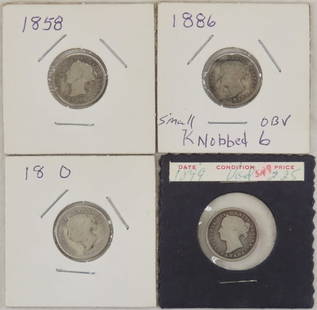 1858
1886
Small OBV
KNobbed 6
18 0
DATE CONDITION PRICE
1899